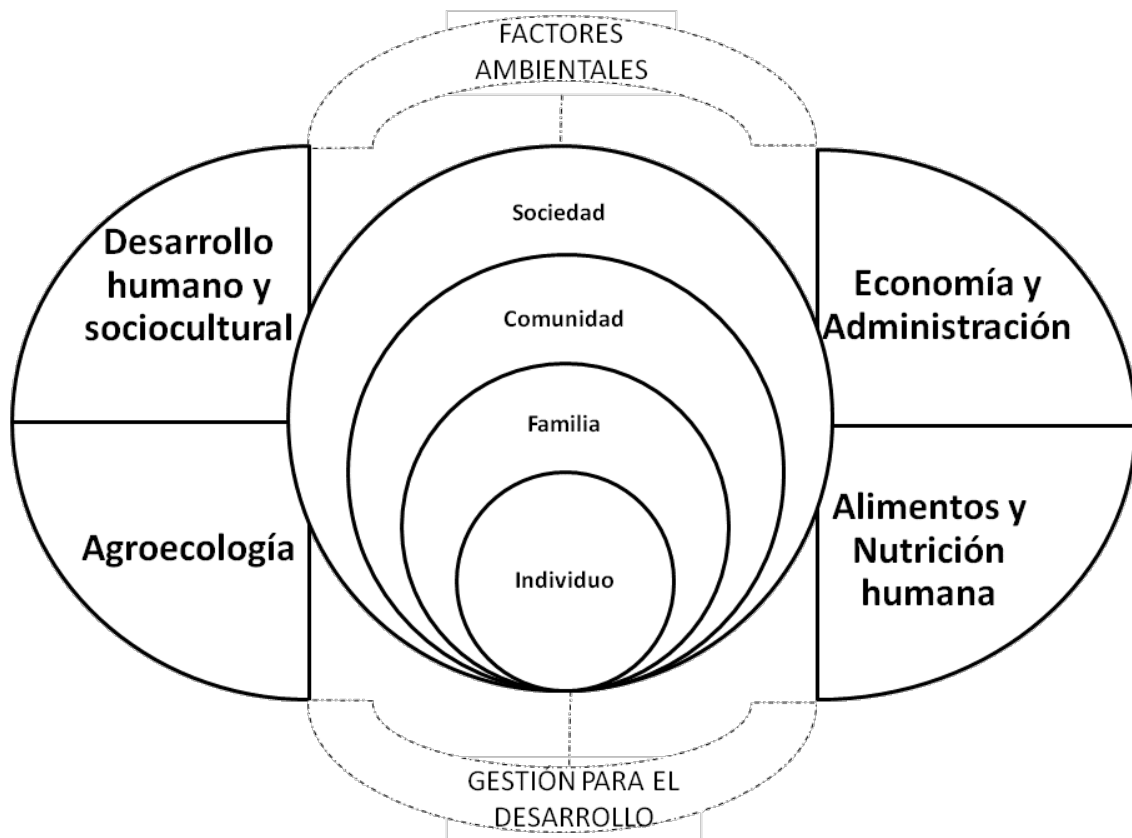 FACTORES
AMBIENTALES
Sociedad
Desarrollo
humano y
sociocultural
Economía y
Administración
Comunidad
Familia
Agroecología
Alimentos y
Nutrición
humana
Individuo
GESTIÓN PARA EL
DESARROLLO